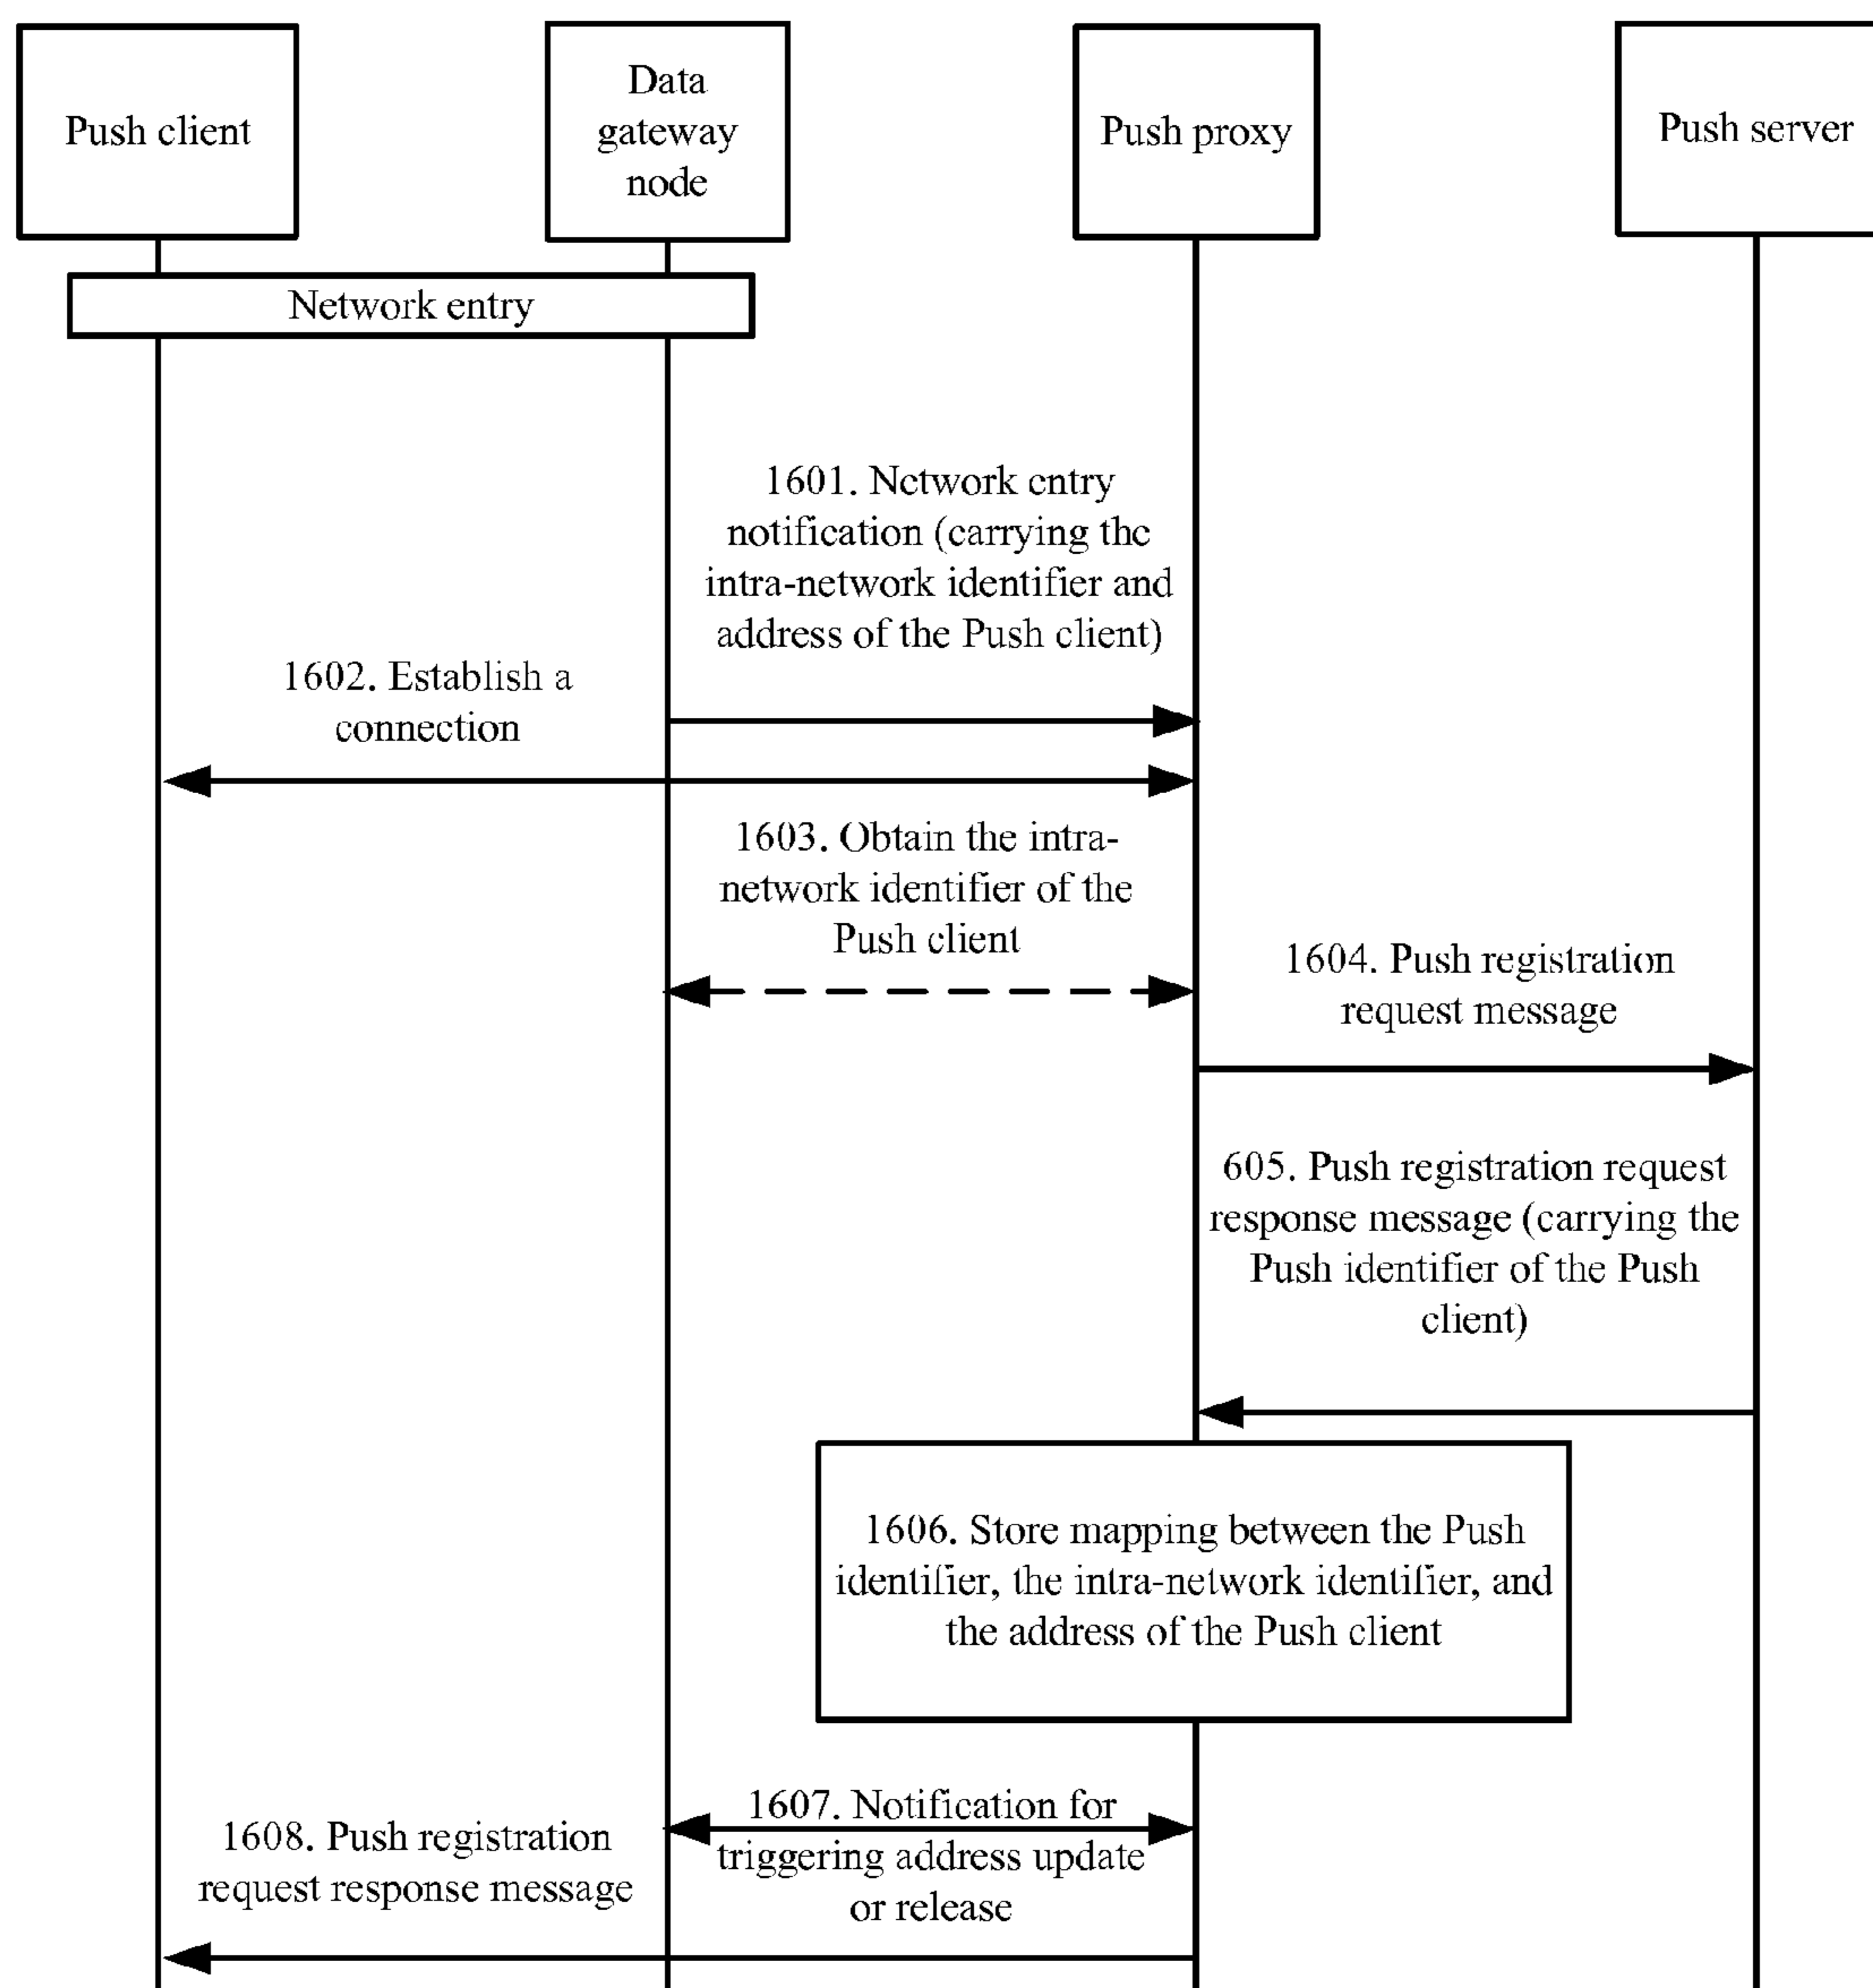 Push client
Data
gateway
node
Push proxy
Push server
Network entry
1601. Network entry
notification (carrying the
intra-network identifier and
address of the Push client)
1602. Establish a
connection
1603. Obtain the intra-
network identifier of the
Push client
1604. Push registration
request message
605. Push registration request
response message (carrying the
Push identifier of the Push
client)
1606. Store mapping between the Push
identifier, the intra-network identifier, and
the address of the Push client
1607. Notification for
triggering address update
or release
1608. Push registration
request response message